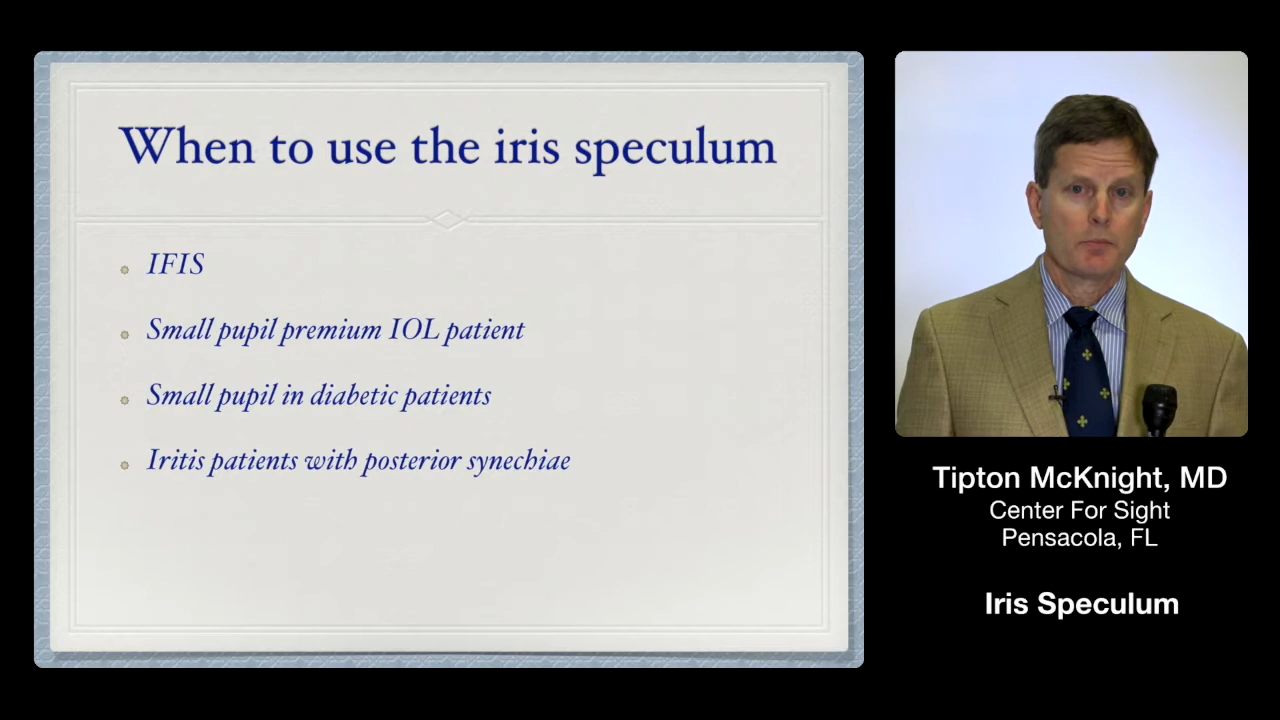 When to use the iris speculum
IFIS
Small pupil premium IOL patient
Small pupil in diabetic patients
Iritis patients with posterior synechiae
Tipton McKnight, MD
Center For Sight
Pensacola, FL
Iris Speculum